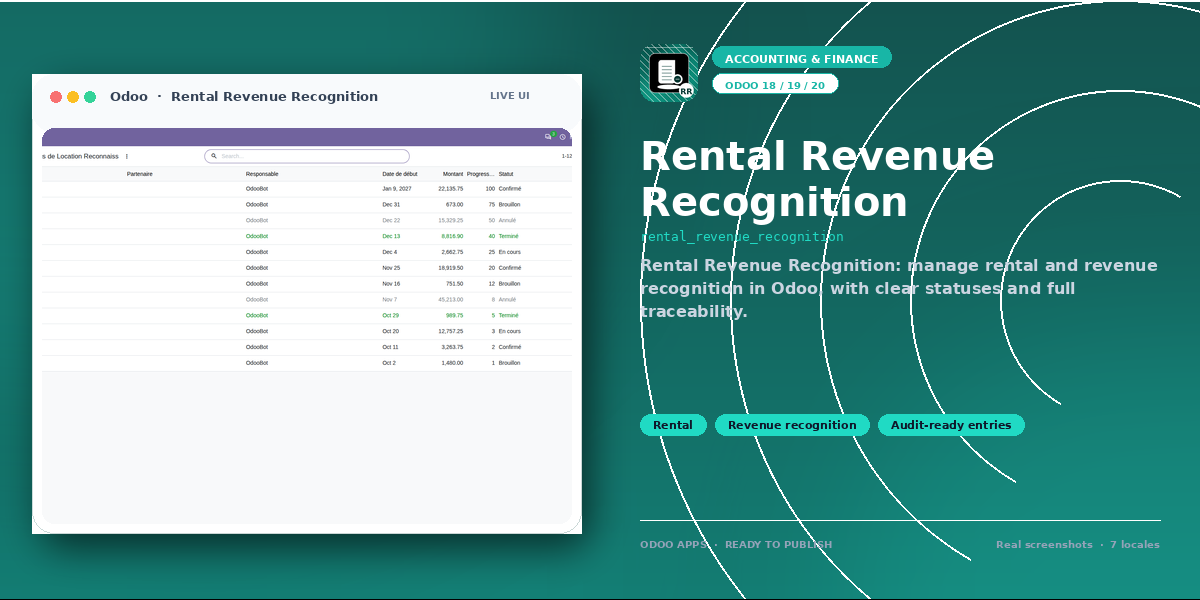 Odoo · Rental Revenue Recognition
LIVE UI
s de Location Reconnaiss
Search...
1-12
Partenaire Responsable Date de début Montant Progress... Statut
OdooBot Jan 9, 2027 22,135.75 100 Confirmé
OdooBot Dec 31 673.00 75 Brouillon
OdooBot Dec 22 15,329.25 50 Annulé
OdooBot Dec 13 8,816.90 40 Terminé
OdooBot Dec 4 2,662.75 25 En cours
OdooBot Nov 25 18,919.50 20 Confirmé
OdooBot Nov 16 751.50 12 Brouillon
OdooBot Nov 7 45,213.00 8 Annulé
OdooBot Oct 29 989.75 5 Terminé
OdooBot Oct 20 12,757.25 3 En cours
OdooBot Oct 11 3,263.75 2 Confirmé
OdooBot Oct 2 1,480.00 1 Brouillon
RR
ACCOUNTING & FINANCE
ODOO 18 / 19 / 20
Rental Revenue
Recognition
rental_revenue_recognition
Rental Revenue Recognition: manage rental and revenue
recognition in Odoo, with clear statuses and full
traceability.
Rental
Revenue recognition
Audit-ready entries
ODOO APPS · READY TO PUBLISH
Real screenshots · 7 locales